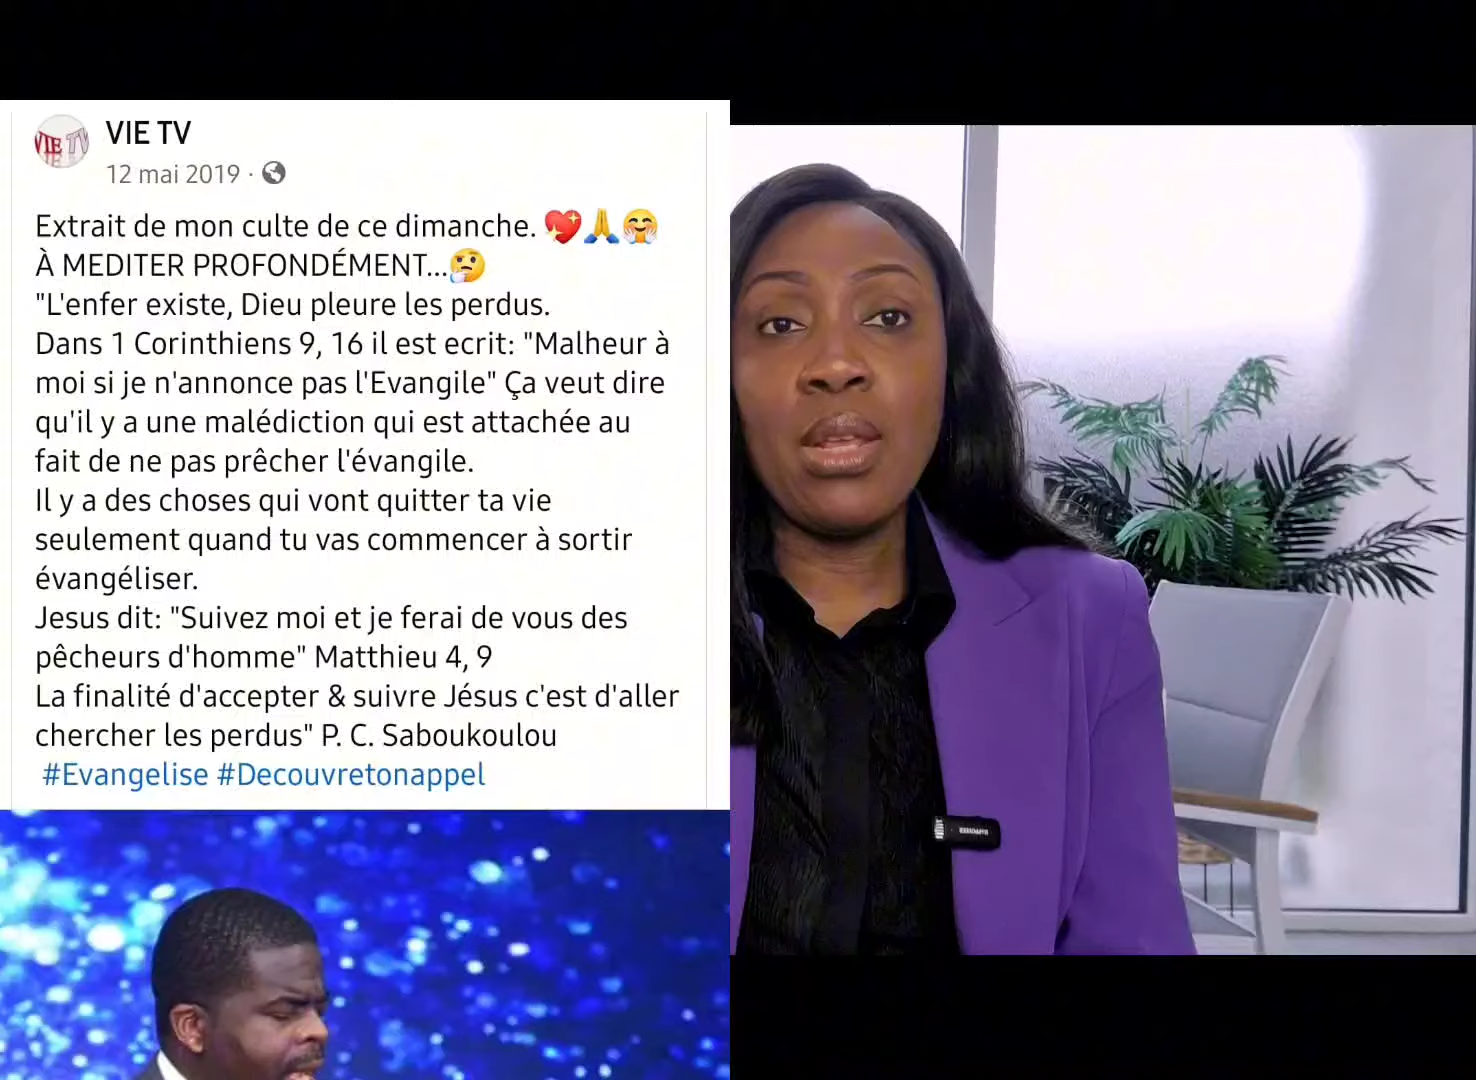 VIE TV
VIE TV
12 mai 2019 ·
Extrait de mon culte de ce dimanche. 💖🙏🤗
À MEDITER PROFONDÉMENT...🤔
"L'enfer existe, Dieu pleure les perdus.
Dans 1 Corinthiens 9, 16 il est ecrit: "Malheur à
moi si je n'annonce pas l'Evangile" Ça veut dire
qu'il y a une malédiction qui est attachée au
fait de ne pas prêcher l'évangile.
Il y a des choses qui vont quitter ta vie
seulement quand tu vas commencer à sortir
évangéliser.
Jesus dit: "Suivez moi et je ferai de vous des
pêcheurs d'homme" Matthieu 4, 9
La finalité d'accepter & suivre Jésus c'est d'aller
chercher les perdus" P. C. Saboukoulou
#Evangelise #Decouvretonappel